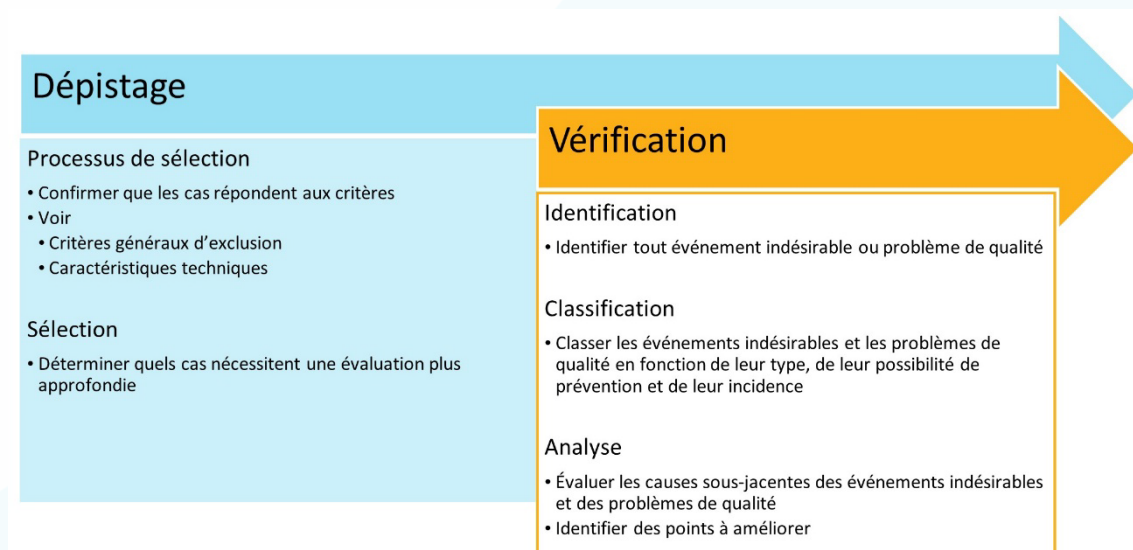 Dépistage
Processus de sélection
• Confirmer que les cas répondent aux critères
• Voir
• Critères généraux d'exclusion
• Caractéristiques techniques
Sélection
• Déterminer quels cas nécessitent une évaluation plus
approfondie
Vérification
Identification
• Identifier tout événement indésirable ou problème de qualité
Classification
• Classer les événements indésirables et les problèmes de
qualité en fonction de leur type, de leur possibilité de
prévention et de leur incidence
Analyse
• Évaluer les causes sous-jacentes des événements indésirables
et des problèmes de qualité
• Identifier des points à améliorer